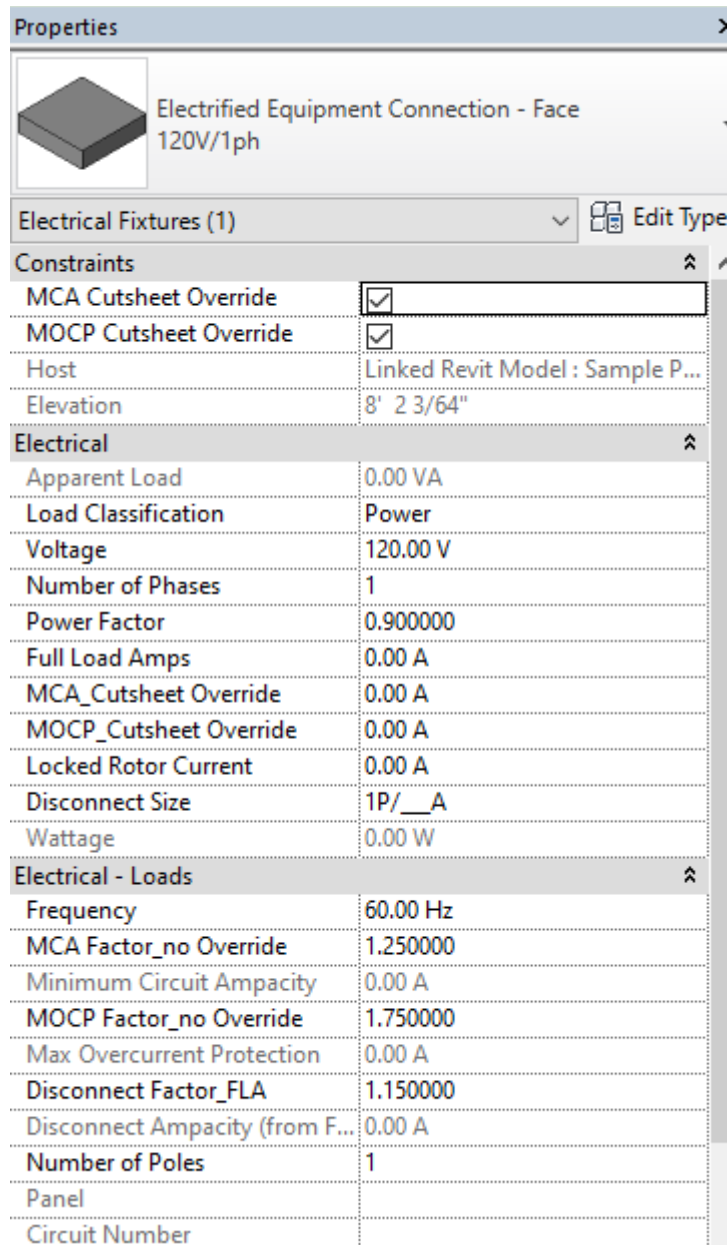 Properties
Electrified Equipment Connection - Face
120V/1ph
Electrical Fixtures (1)
Edit Type
Constraints
MCA Cutsheet Override
MOCP Cutsheet Override
Host Linked Revit Model : Sample P...
Elevation 8' 2 3/64"
Electrical
Apparent Load 0.00 VA
Load Classification Power
Voltage 120.00 V
Number of Phases 1
Power Factor 0.900000
Full Load Amps 0.00 A
MCA_Cutsheet Override 0.00 A
MOCP_Cutsheet Override 0.00 A
Locked Rotor Current 0.00 A
Disconnect Size 1P/__A
Wattage 0.00 W
Electrical - Loads
Frequency 60.00 Hz
MCA Factor_no Override 1.250000
Minimum Circuit Ampacity 0.00 A
MOCP Factor_no Override 1.750000
Max Overcurrent Protection 0.00 A
Disconnect Factor_FLA 1.150000
Disconnect Ampacity (from F... 0.00 A
Number of Poles 1
Panel
Circuit Number